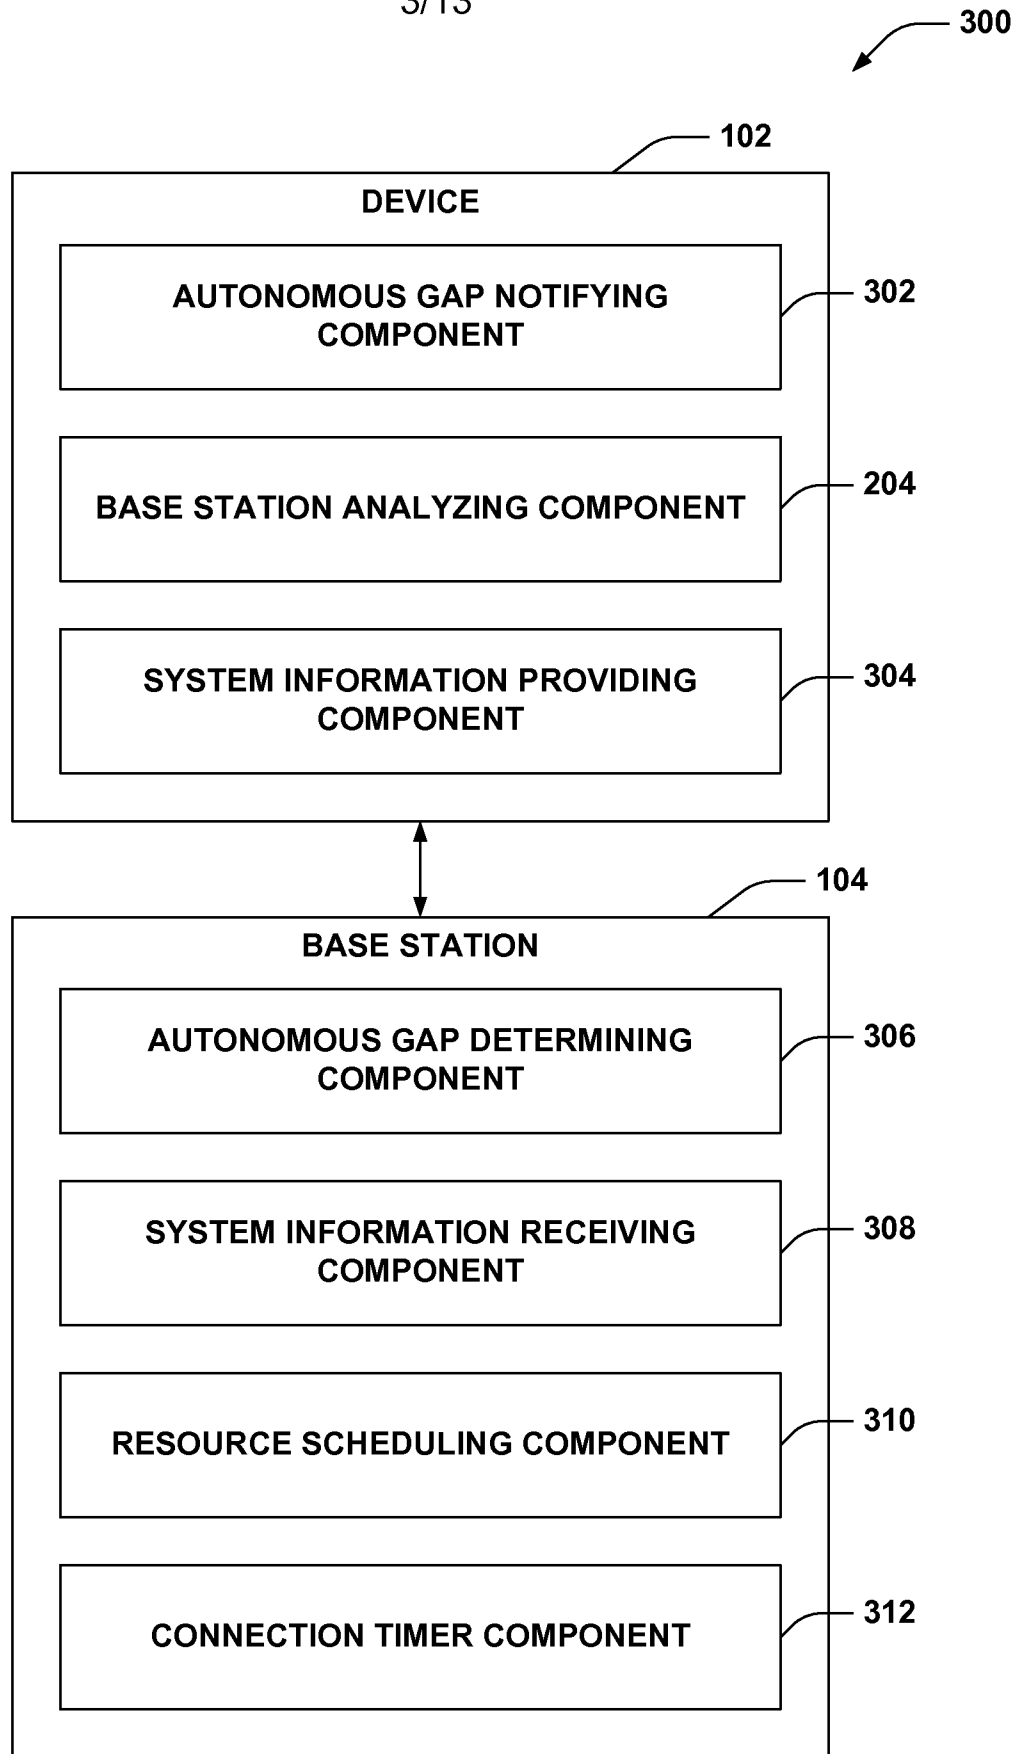 3/13
300
102
DEVICE
AUTONOMOUS GAP NOTIFYING
COMPONENT
302
BASE STATION ANALYZING COMPONENT
204
SYSTEM INFORMATION PROVIDING
COMPONENT
304
104
BASE STATION
AUTONOMOUS GAP DETERMINING
COMPONENT
306
SYSTEM INFORMATION RECEIVING
COMPONENT
308
RESOURCE SCHEDULING COMPONENT
310
CONNECTION TIMER COMPONENT
312